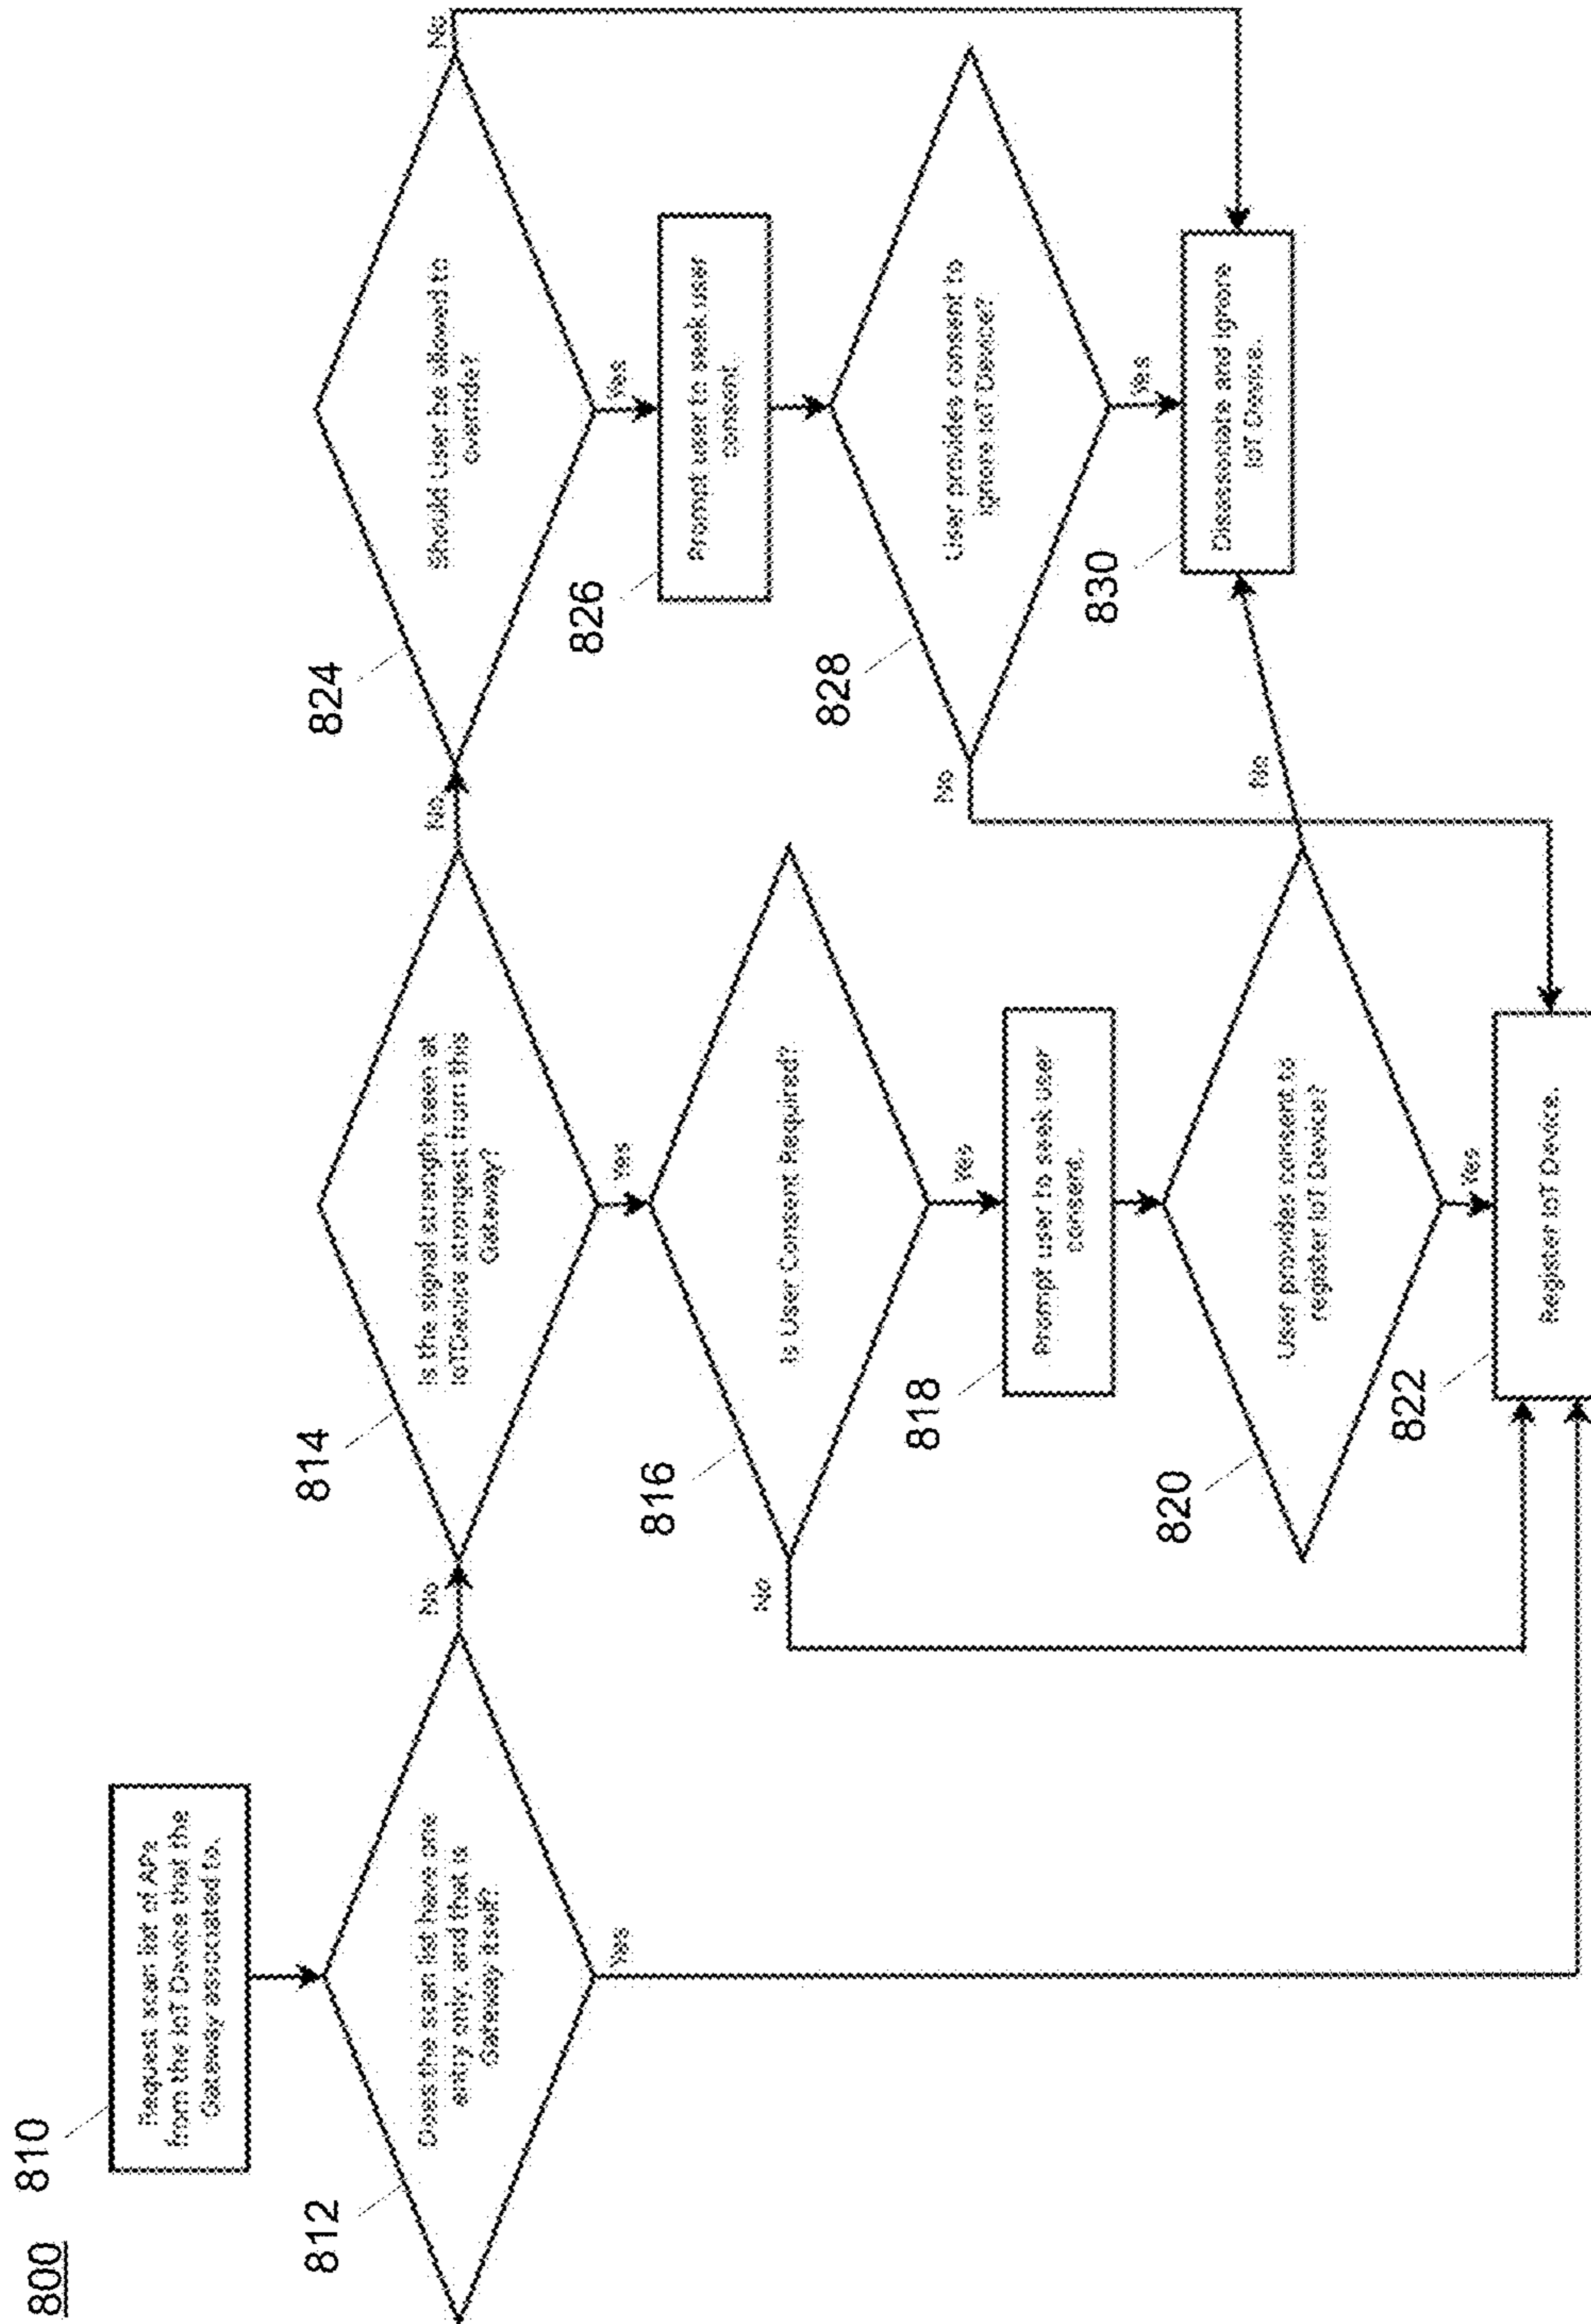 800
810
Request scan list of APs
from the IoT Device that the
Gateway associated to.
812
Does the scan list have one
entry only, and that is
Gateway itself?
No
Yes
814
Is the signal strength seen at
IoTDevice strongest from this
Gateway?
No
Yes
824
Should User be allowed to
override?
No
Yes
816
Is User Consent Required?
No
Yes
826
Prompt user to seek user
consent.
818
Prompt user to seek user
consent.
828
User provides consent to
ignore IoT Device?
No
Yes
820
User provides consent to
register IoT Device?
No
Yes
830
Disassociate and ignore
IoT Device.
822
Register IoT Device.